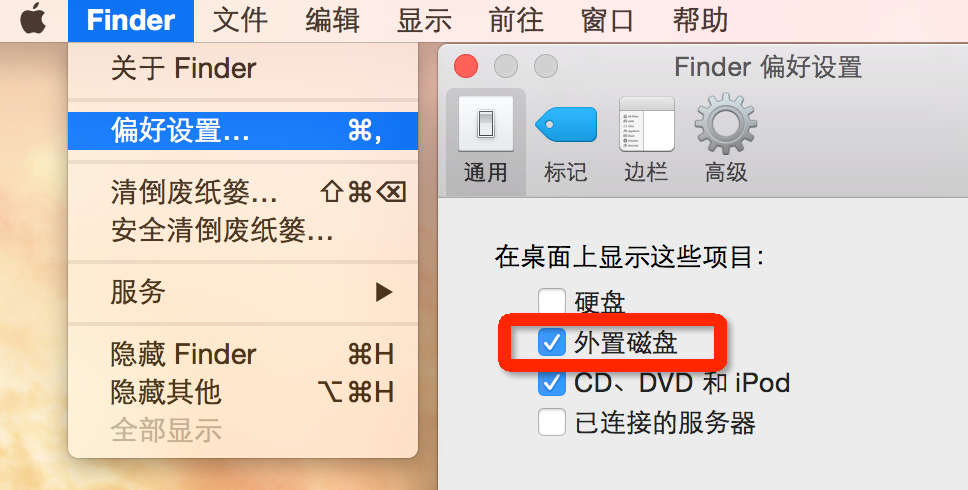 Finder 文件 编辑 显示 前往 窗口 帮助
关于 Finder
偏好设置... ⌘,
清倒废纸篓... ⇧⌘⌫
安全清倒废纸篓...
服务 ▶
隐藏 Finder ⌘H
隐藏其他 ⌥⌘H
全部显示
Finder 偏好设置
通用 标记 边栏 高级
在桌面上显示这些项目：
硬盘
外置磁盘
CD、DVD 和 iPod
已连接的服务器